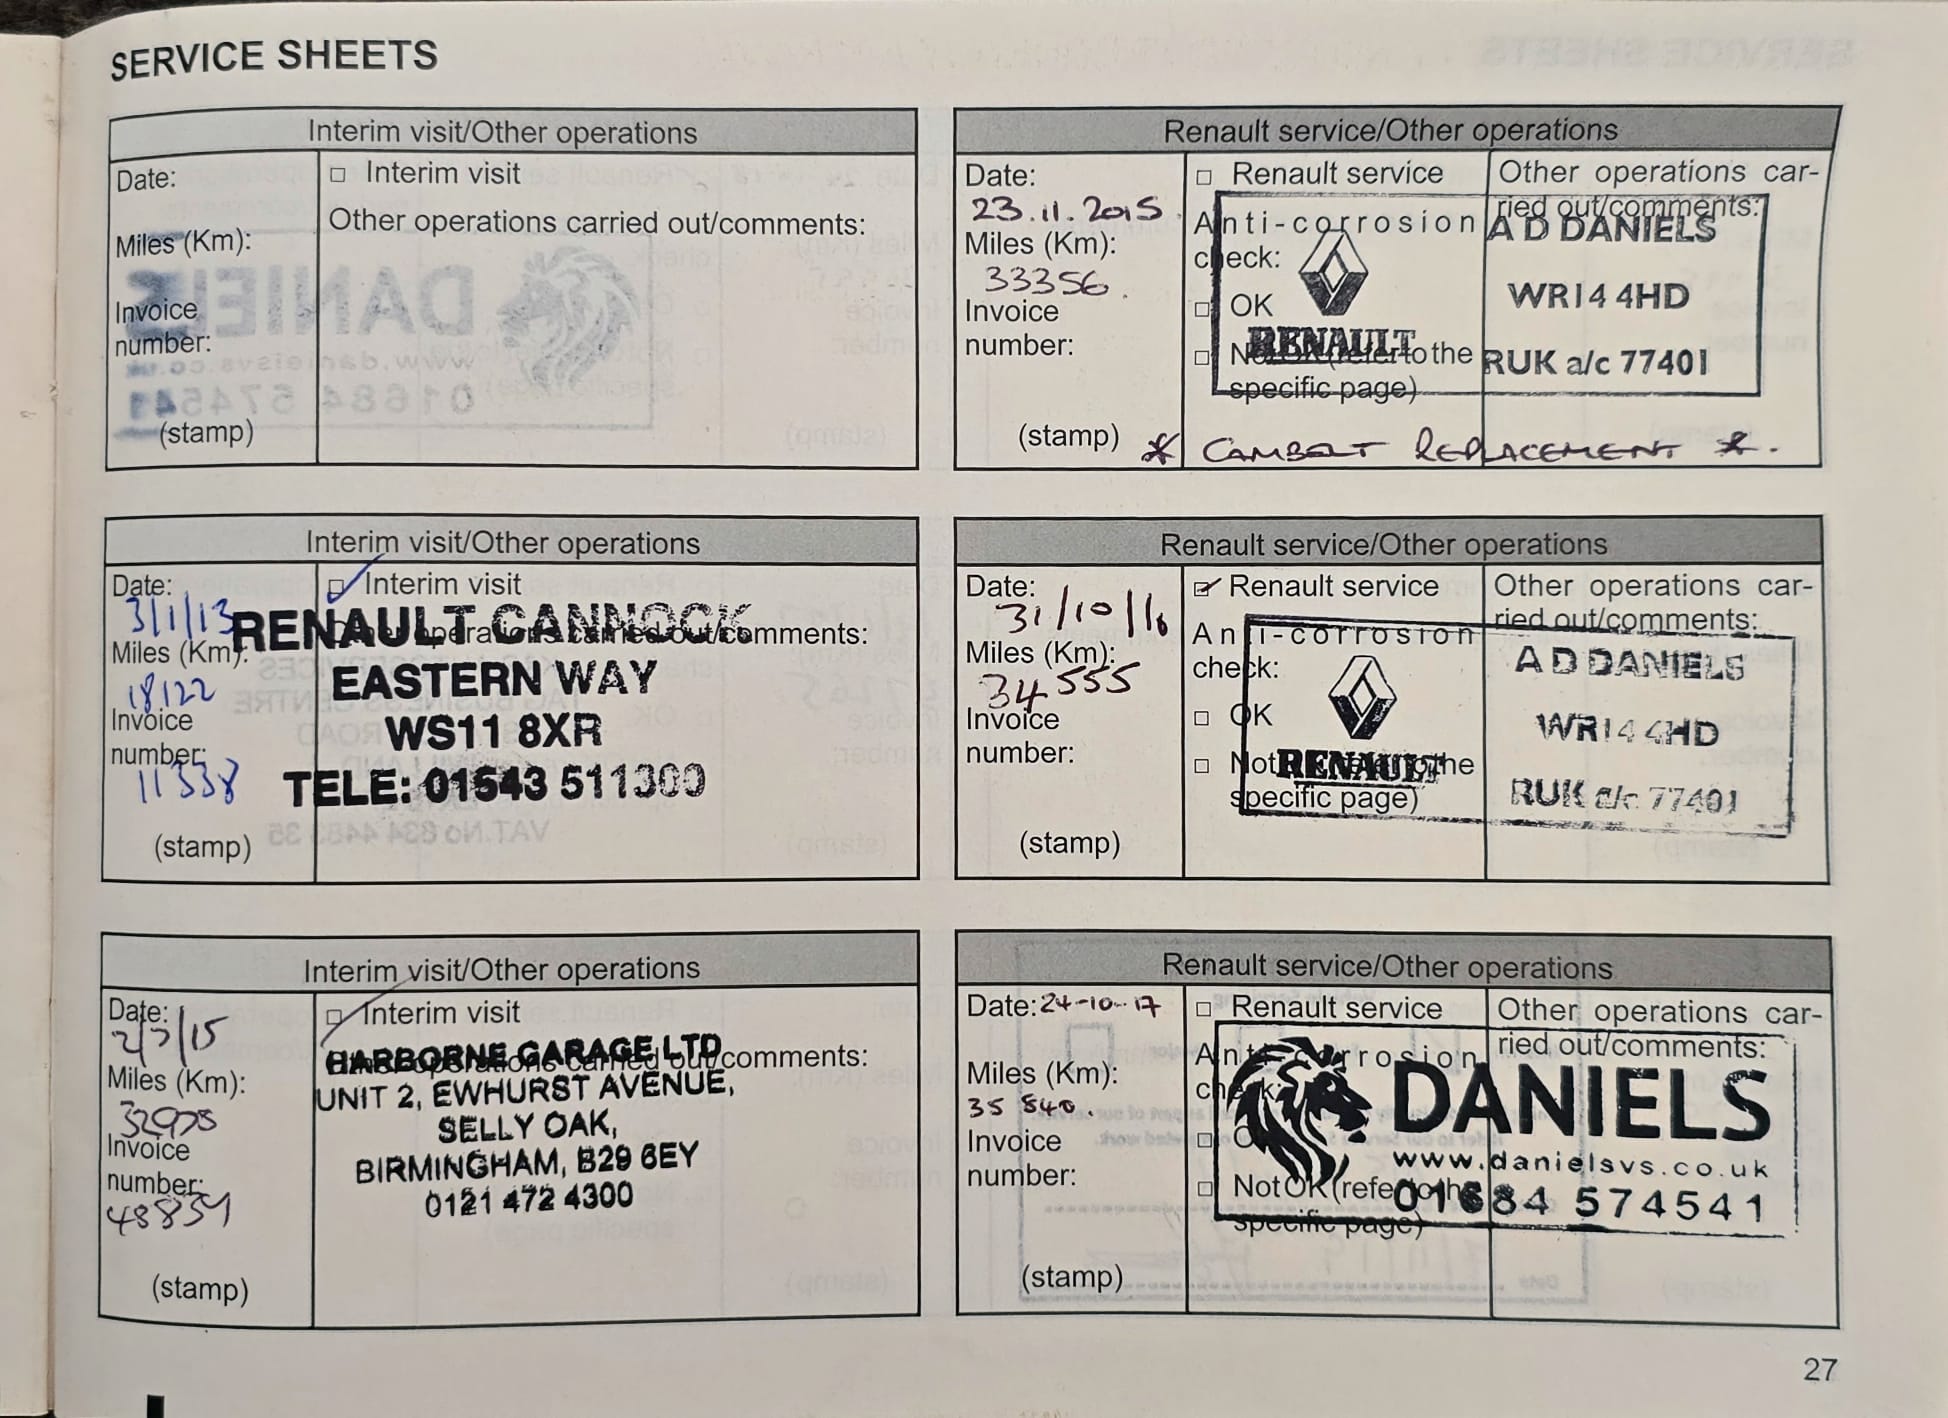 SERVICE SHEETS
Interim visit/Other operations
Date:
□ Interim visit
Other operations carried out/comments:
Miles (Km):
Invoice
number:
(stamp)
Renault service/Other operations
Date:
23.11.2015
Miles (Km):
33356
Invoice
number:
(stamp)
□ Renault service
Anti-corrosion
check:
□ OK
□ Not OK (refer to the
specific page)
Other operations car-
ried out/comments:
RENAULT
A D DANIELS
WR14 4HD
RUK a/c 77401
* CAMBELT REPLACEMENT *.
Interim visit/Other operations
Date:
3/1/13
Miles (Km):
18122
Invoice
number:
11338
(stamp)
☑ Interim visit
Other operations carried out/comments:
RENAULT CANNOCK
EASTERN WAY
WS11 8XR
TELE: 01543 511300
Renault service/Other operations
Date:
31/10/16
Miles (Km):
34555
Invoice
number:
(stamp)
☑ Renault service
Anti-corrosion
check:
□ OK
□ Not OK (refer to the
specific page)
Other operations car-
ried out/comments:
RENAULT
A D DANIELS
WR14 4HD
RUK a/c 77401
Interim visit/Other operations
Date:
2/7/15
Miles (Km):
Invoice
number:
(stamp)
☑ Interim visit
Other operations carried out/comments:
HARBORNE GARAGE LTD
UNIT 2, EWHURST AVENUE,
SELLY OAK,
BIRMINGHAM, B29 6EY
0121 472 4300
Renault service/Other operations
Date: 24-10-17
Miles (Km):
35 840.
Invoice
number:
(stamp)
□ Renault service
Anti-corrosion
check:
□ OK
□ Not OK (refer to the
specific page)
Other operations car-
ried out/comments:
DANIELS
www.danielsvs.co.uk
01684 574541
27